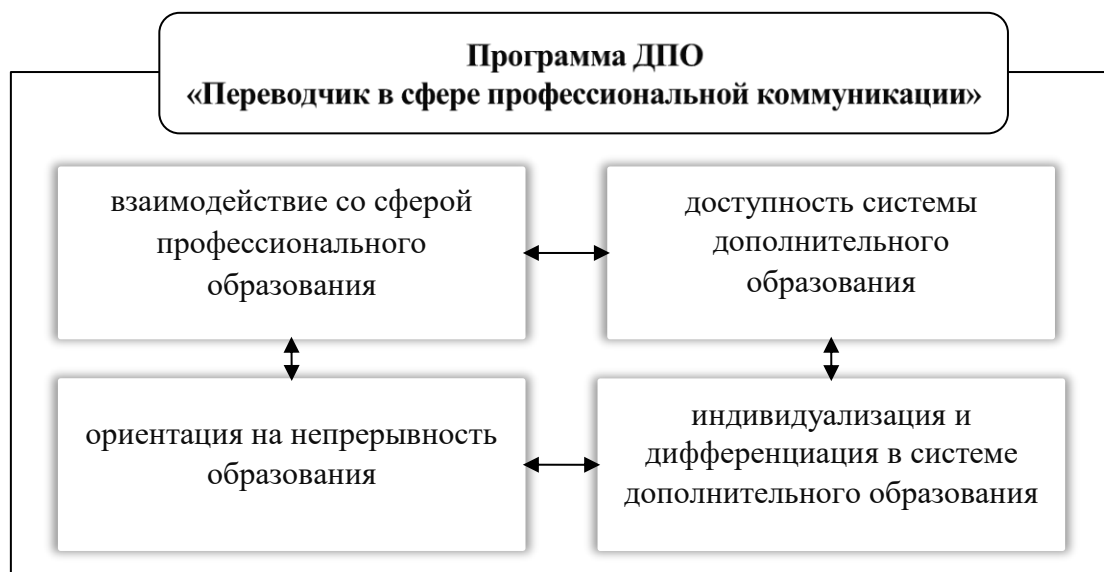 Программа ДПО
«Переводчик в сфере профессиональной коммуникации»
взаимодействие со сферой
профессионального
образования
доступность системы
дополнительного
образования
ориентация на непрерывность
образования
индивидуализация и
дифференциация в системе
дополнительного образования